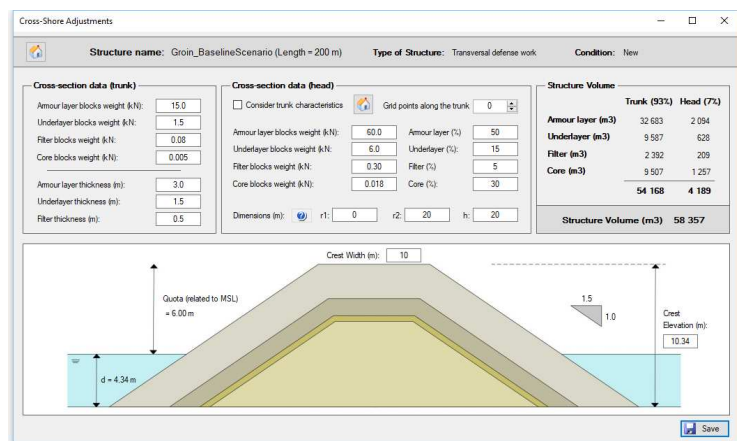 Cross-Shore Adjustments
Structure name: Groin_BaselineScenario (Length = 200 m) Type of Structure: Transversal defense work Condition: New
Cross-section data (trunk)
Armour layer blocks weight (kN): 15.0
Underlayer blocks weight (kN: 1.5
Filter blocks weight (kN: 0.08
Core blocks weight (kN): 0.005
Armour layer thickness (m): 3.0
Underlayer thickness (m): 1.5
Filter thickness (m): 0.5
Cross-section data (head)
Consider trunk characteristics Grid points along the trunk 0
Armour layer blocks weight (kN): 60.0 Armour layer (%) 50
Underlayer blocks weight (kN: 6.0 Underlayer (%): 15
Filter blocks weight (kN: 0.30 Filter (%) 5
Core blocks weight (kN): 0.018 Core (%): 30
Dimensions (m): ? r1: 0 r2: 20 h: 20
Structure Volume
Trunk (93%) Head (7%)
Armour layer (m3) 32 683 2 094
Underlayer (m3) 9 587 628
Filter (m3) 2 392 209
Core (m3) 9 507 1 257
54 168 4 189
Structure Volume (m3) 58 357
Crest Width (m): 10
Quota (related to MSL)
= 6.00 m
1.5
1.0
Crest
Elevation (m):
10.34
d = 4.34 m
Save